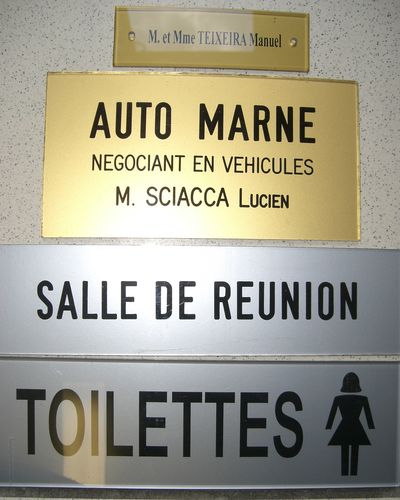 M. et Mme TEIXEIRA Manuel
AUTO MARNE
NEGOCIANT EN VEHICULES
M. SCIACCA Lucien
SALLE DE REUNION
TOILETTES